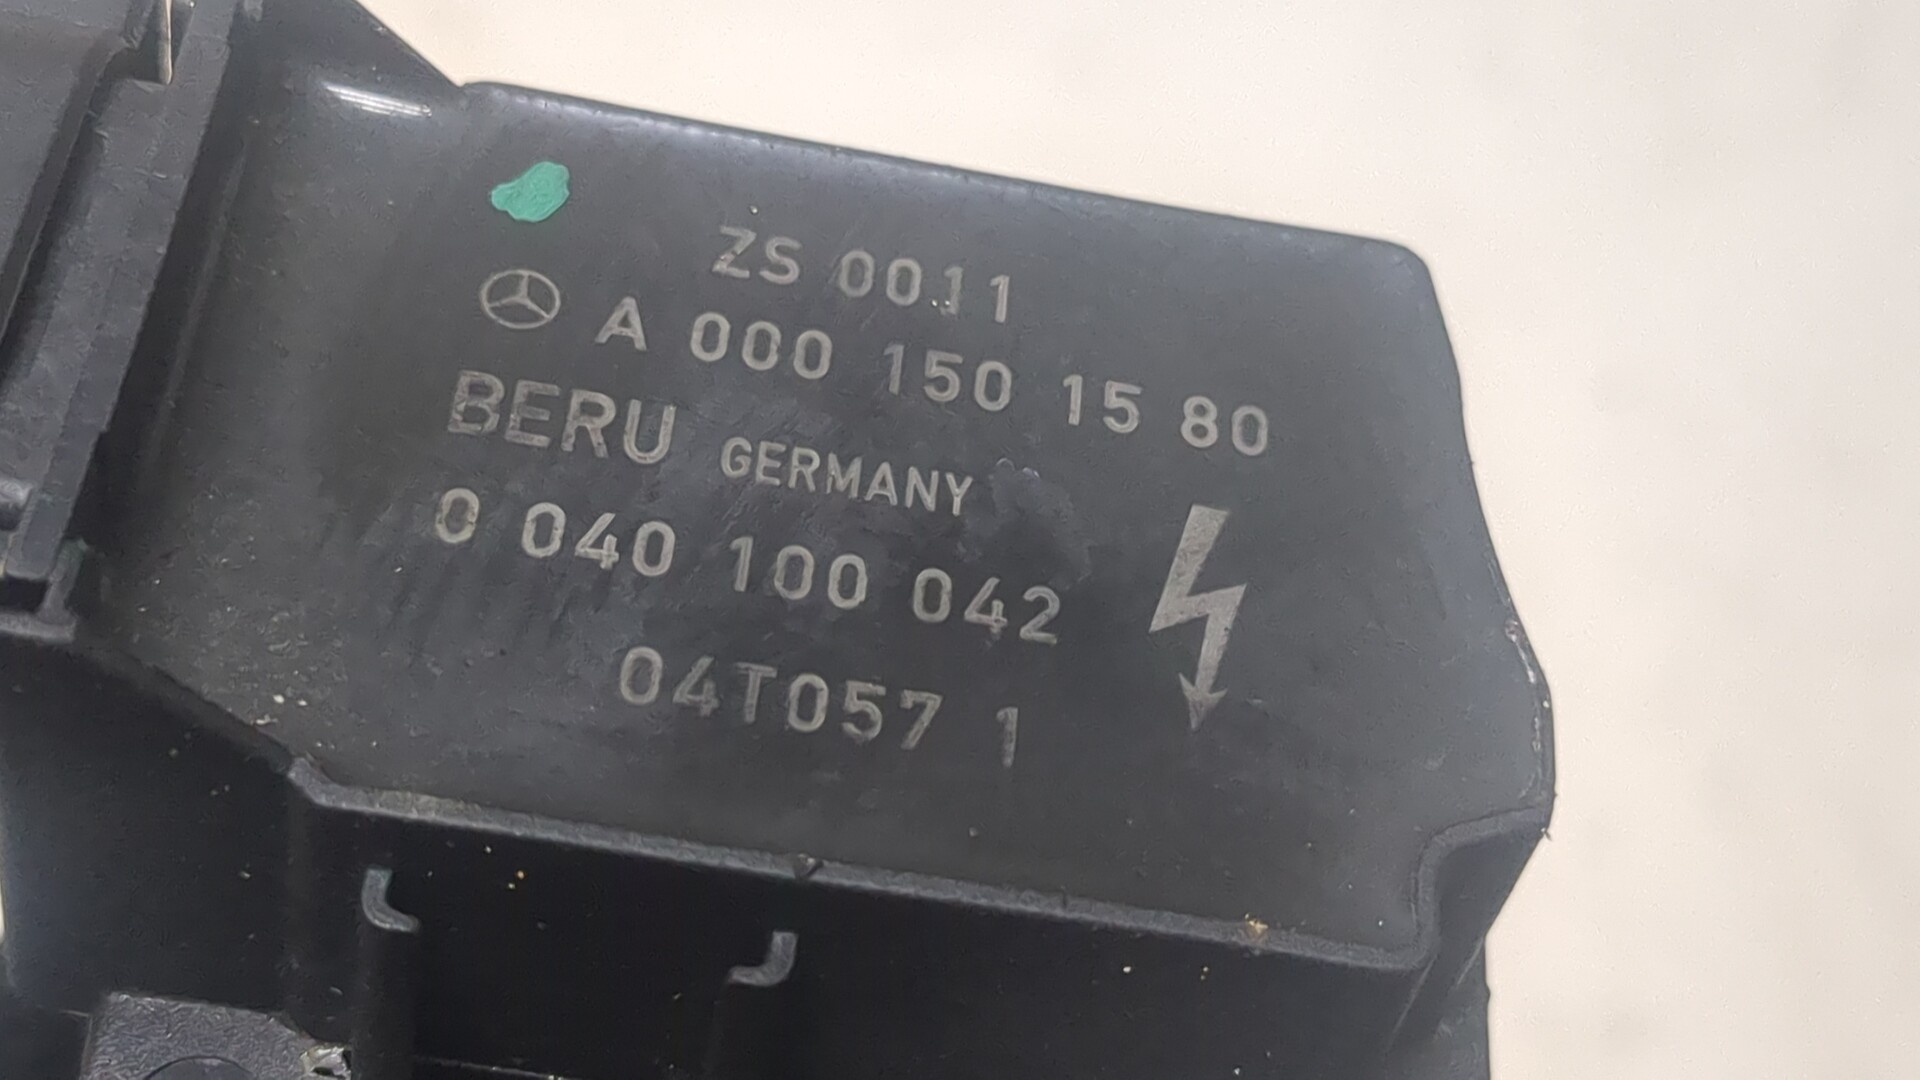 ZS 0011
A 000 150 15 80
BERU GERMANY
0 040 100 042
04T057 1